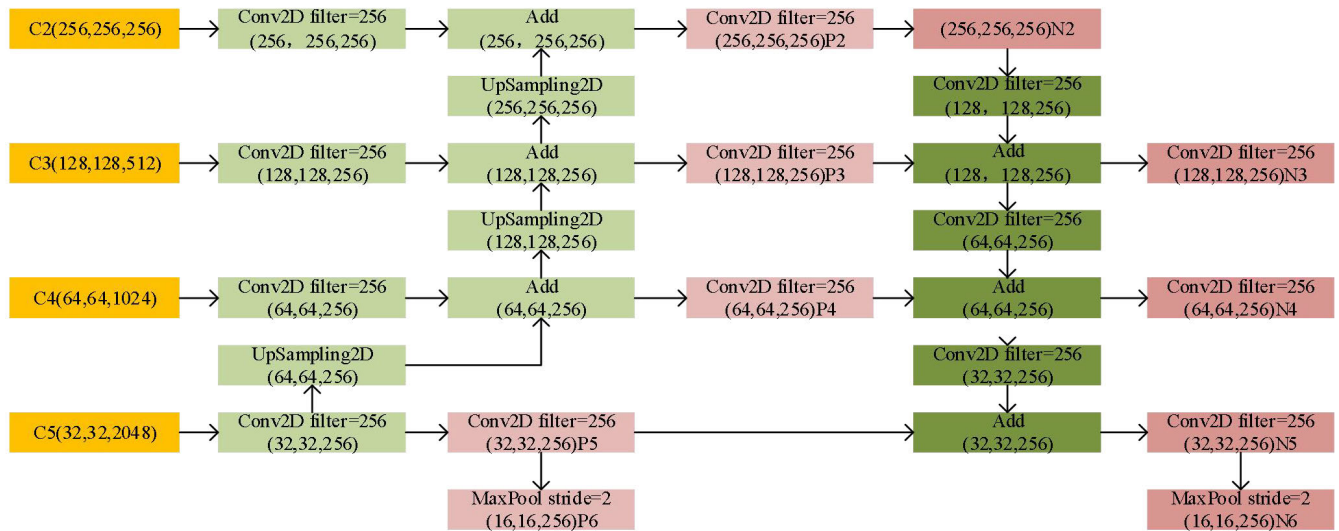 C2(256,256,256)
Conv2D filter=256
(256，256,256)
Add
(256，256,256)
Conv2D filter=256
(256,256,256)P2
(256,256,256)N2
UpSampling2D
(256,256,256)
Conv2D filter=256
(128，128,256)
C3(128,128,512)
Conv2D filter=256
(128,128,256)
Add
(128,128,256)
Conv2D filter=256
(128,128,256)P3
Add
(128，128,256)
Conv2D filter=256
(128,128,256)N3
UpSampling2D
(128,128,256)
Conv2D filter=256
(64,64,256)
C4(64,64,1024)
Conv2D filter=256
(64,64,256)
Add
(64,64,256)
Conv2D filter=256
(64,64,256)P4
Add
(64,64,256)
Conv2D filter=256
(64,64,256)N4
UpSampling2D
(64,64,256)
Conv2D filter=256
(32,32,256)
C5(32,32,2048)
Conv2D filter=256
(32,32,256)
Conv2D filter=256
(32,32,256)P5
Add
(32,32,256)
Conv2D filter=256
(32,32,256)N5
MaxPool stride=2
(16,16,256)P6
MaxPool stride=2
(16,16,256)N6